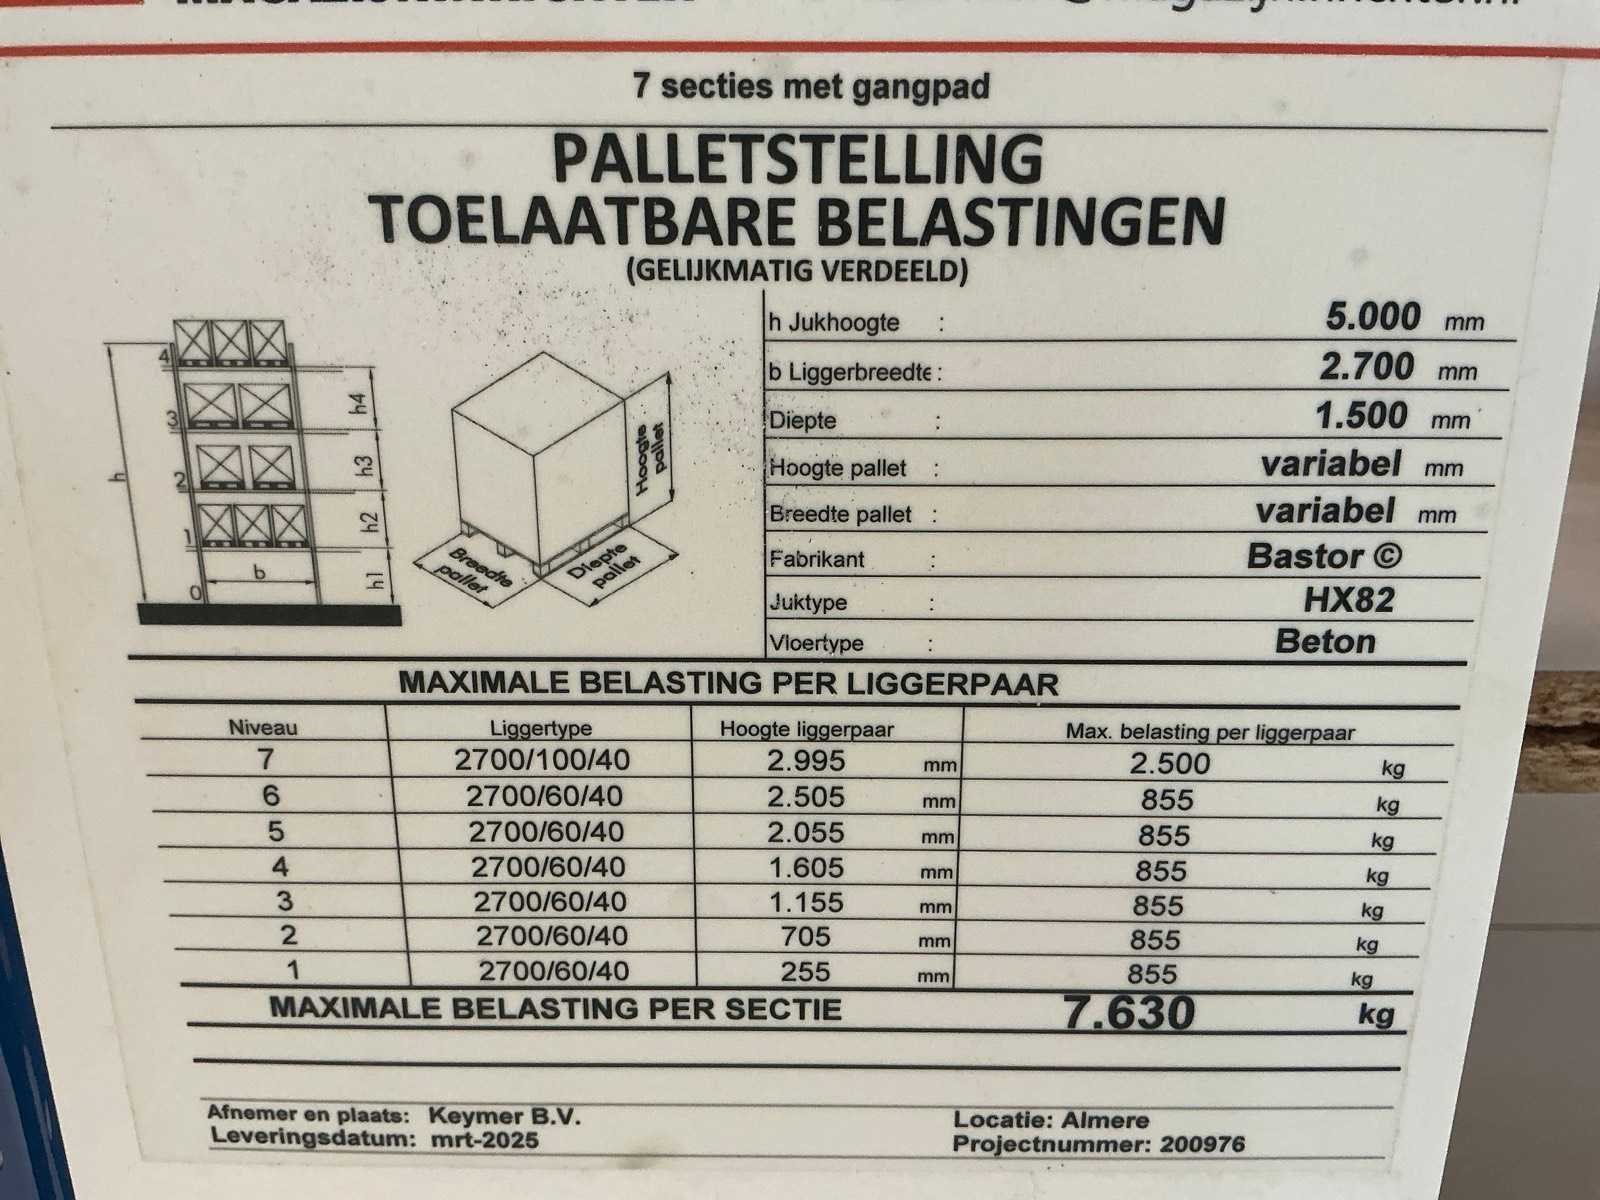 7 secties met gangpad
PALLETSTELLING
TOELAATBARE BELASTINGEN
(GELIJKMATIG VERDEELD)
h Jukhoogte : 5.000 mm
b Liggerbreedte : 2.700 mm
Diepte : 1.500 mm
Hoogte pallet : variabel mm
Breedte pallet : variabel mm
Fabrikant : Bastor ©
Juktype : HX82
Vloertype : Beton
4
3
2
1
0
h
b
h4
h3
h2
h1
Hoogte pallet
Breedte pallet
Diepte pallet
MAXIMALE BELASTING PER LIGGERPAAR
Niveau Liggertype Hoogte liggerpaar Max. belasting per liggerpaar
7 2700/100/40 2.995 mm 2.500 kg
6 2700/60/40 2.505 mm 855 kg
5 2700/60/40 2.055 mm 855 kg
4 2700/60/40 1.605 mm 855 kg
3 2700/60/40 1.155 mm 855 kg
2 2700/60/40 705 mm 855 kg
1 2700/60/40 255 mm 855 kg
MAXIMALE BELASTING PER SECTIE 7.630 kg
Afnemer en plaats: Keymer B.V. Locatie: Almere
Leveringsdatum: mrt-2025 Projectnummer: 200976